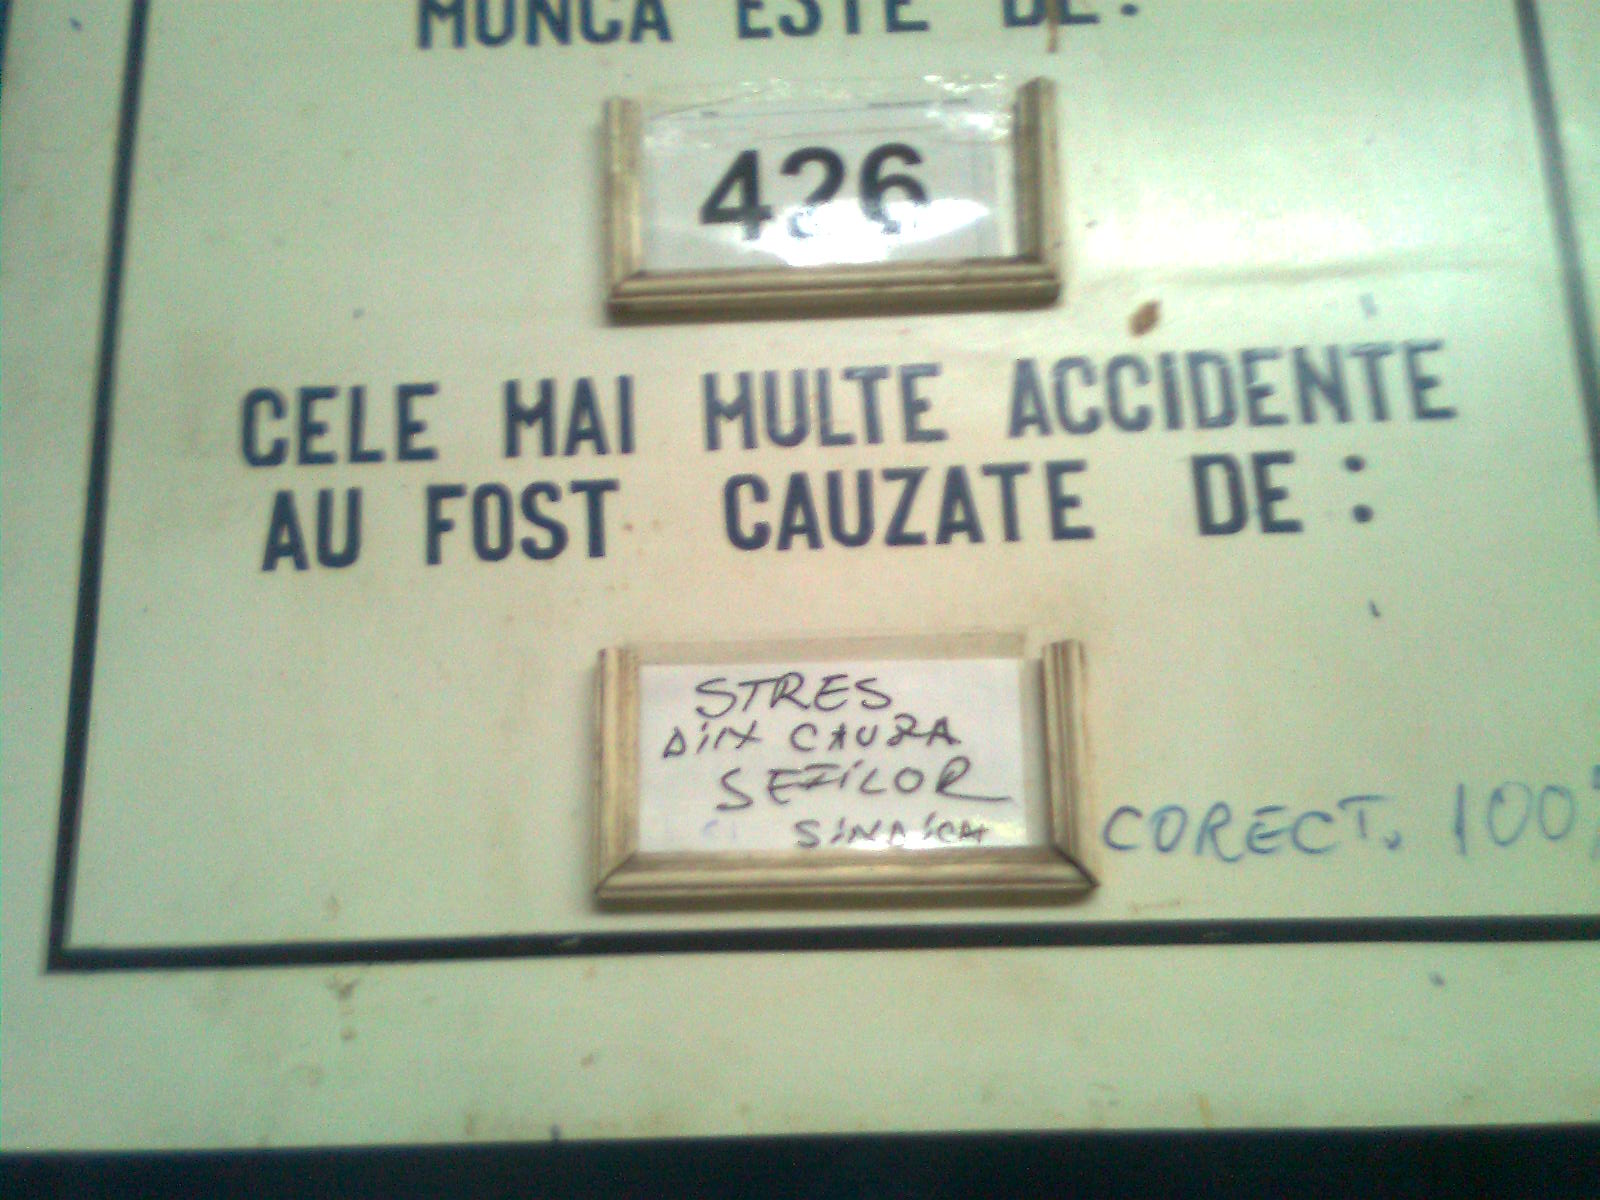 MUNCA ESTE DE:
426
CELE MAI MULTE ACCIDENTE
AU FOST CAUZATE DE:
STRES
DIN CAUZA
SEFILOR
CORECT. 100%